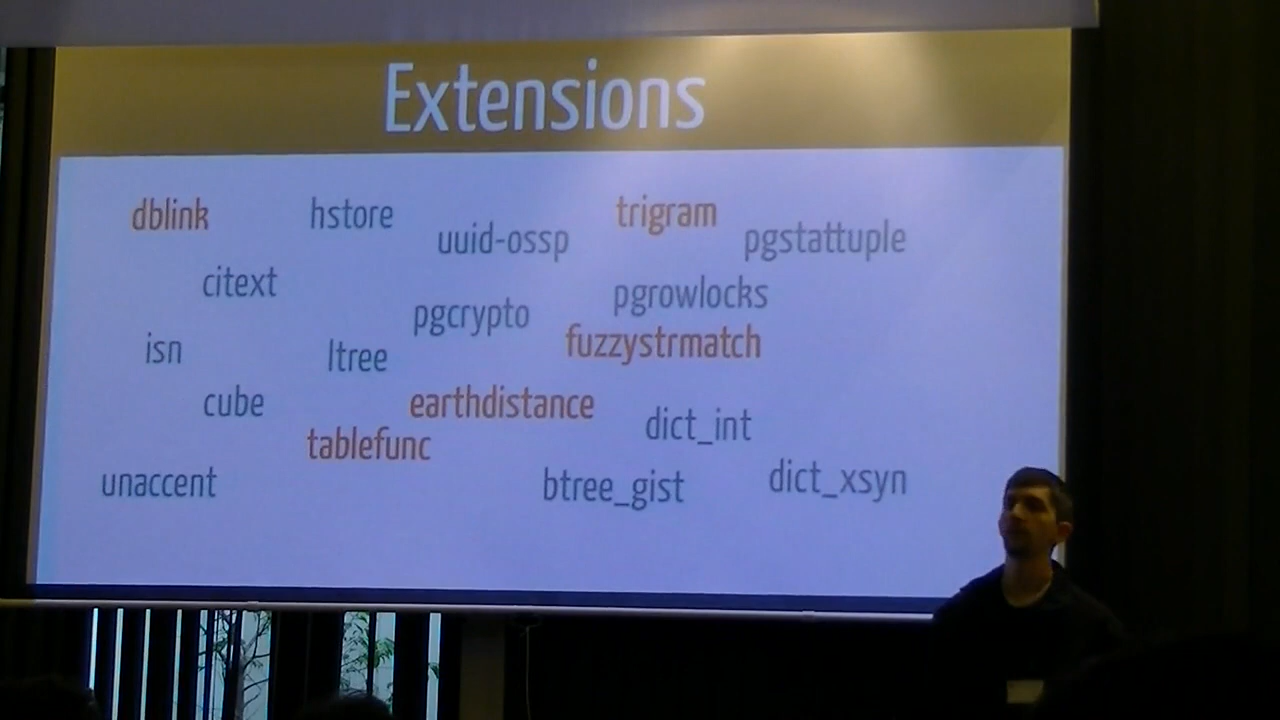 Extensions
dblink
hstore
trigram
uuid-ossp
pgstattuple
citext
pgrowlocks
pgcrypto
fuzzystrmatch
isn
ltree
cube
earthdistance
dict_int
tablefunc
unaccent
btree_gist
dict_xsyn